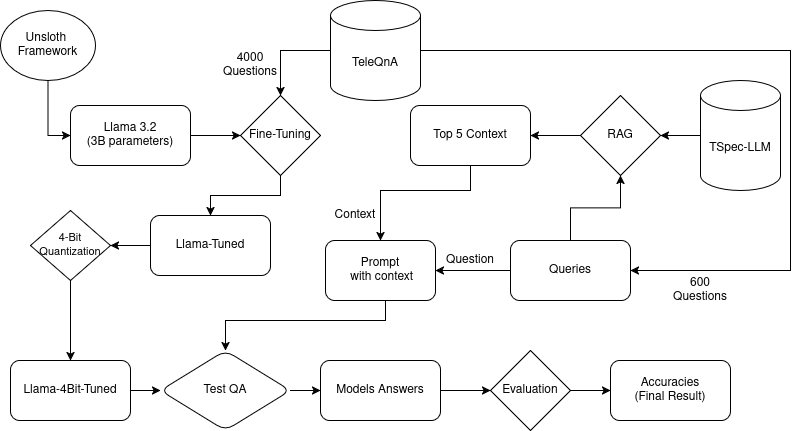 Unsloth
Framework
4000
Questions
TeleQnA
Llama 3.2
(3B parameters)
Fine-Tuning
Top 5 Context
RAG
TSpec-LLM
Context
4-Bit
Quantization
Llama-Tuned
Prompt
with context
Question
Queries
600
Questions
Llama-4Bit-Tuned
Test QA
Models Answers
Evaluation
Accuracies
(Final Result)